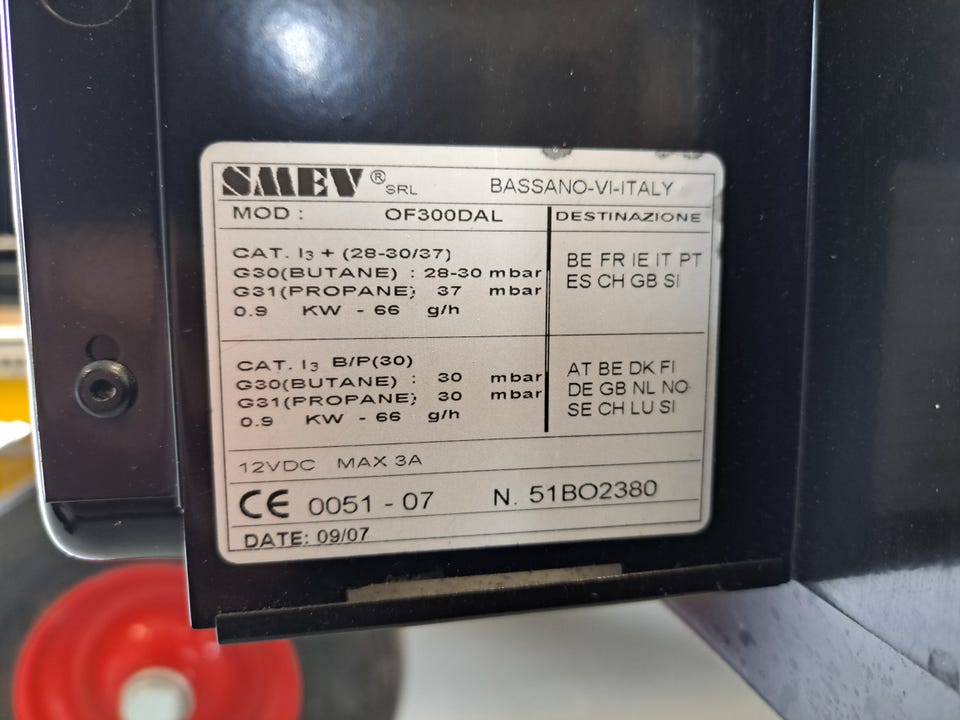 SMEV® SRL BASSANO-VI-ITALY
MOD : OF300DAL DESTINAZIONE
CAT. I₃ + (28-30/37)
G30(BUTANE) : 28-30 mbar
G31(PROPANE; 37 mbar
0.9 KW - 66 g/h
BE FR IE IT PT
ES CH GB SI
CAT. I₃ B/P(30)
G30(BUTANE) : 30 mbar
G31(PROPANE; 30 mbar
0.9 KW - 66 g/h
AT BE DK FI
DE GB NL NO
SE CH LU SI
12VDC MAX 3A
CE 0051 - 07 N. 51BO2380
DATE: 09/07